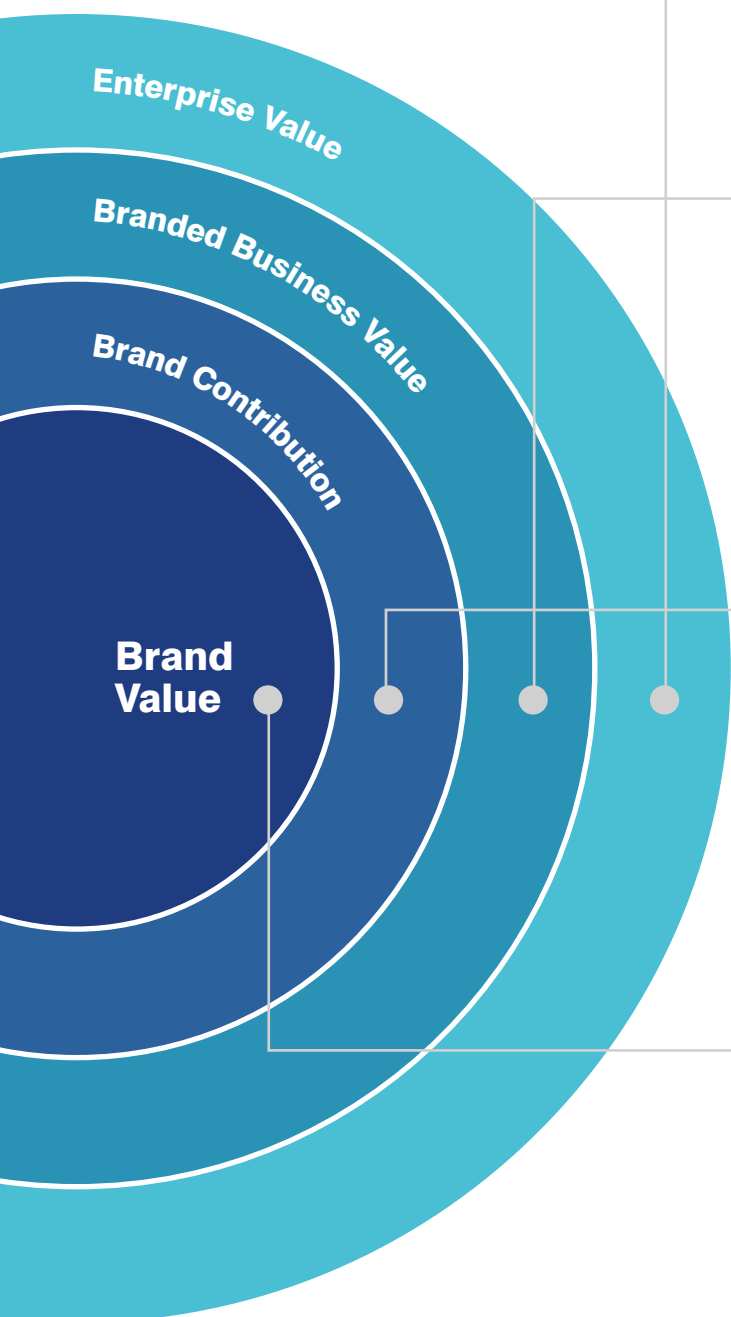 Enterprise Value
Branded Business Value
Brand Contribution
Brand
Value